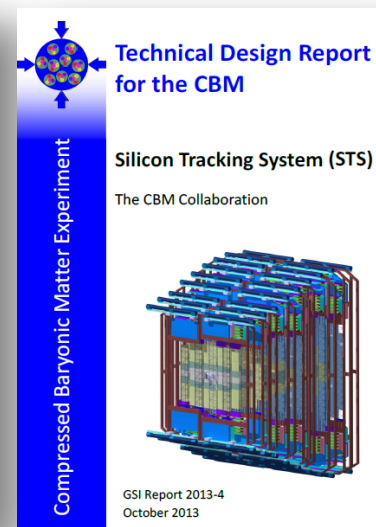 Technical Design Report
for the CBM
Silicon Tracking System (STS)
The CBM Collaboration
Compressed Baryonic Matter Experiment
GSI Report 2013-4
October 2013